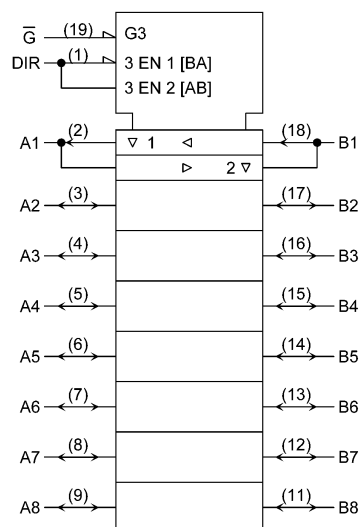 G̅ (19) G3
DIR (1) 3 EN 1 [BA]
3 EN 2 [AB]
A1 (2) ▽ 1 ◁ (18) B1
▷ 2 ▽
A2 (3) (17) B2
A3 (4) (16) B3
A4 (5) (15) B4
A5 (6) (14) B5
A6 (7) (13) B6
A7 (8) (12) B7
A8 (9) (11) B8